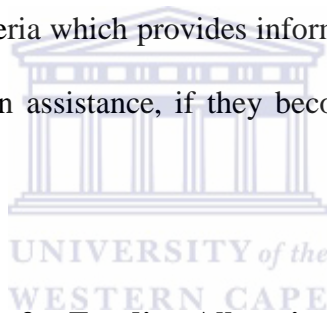 eria which provides inform
n assistance, if they beco
UNIVERSITY of the
WESTERN CAPE